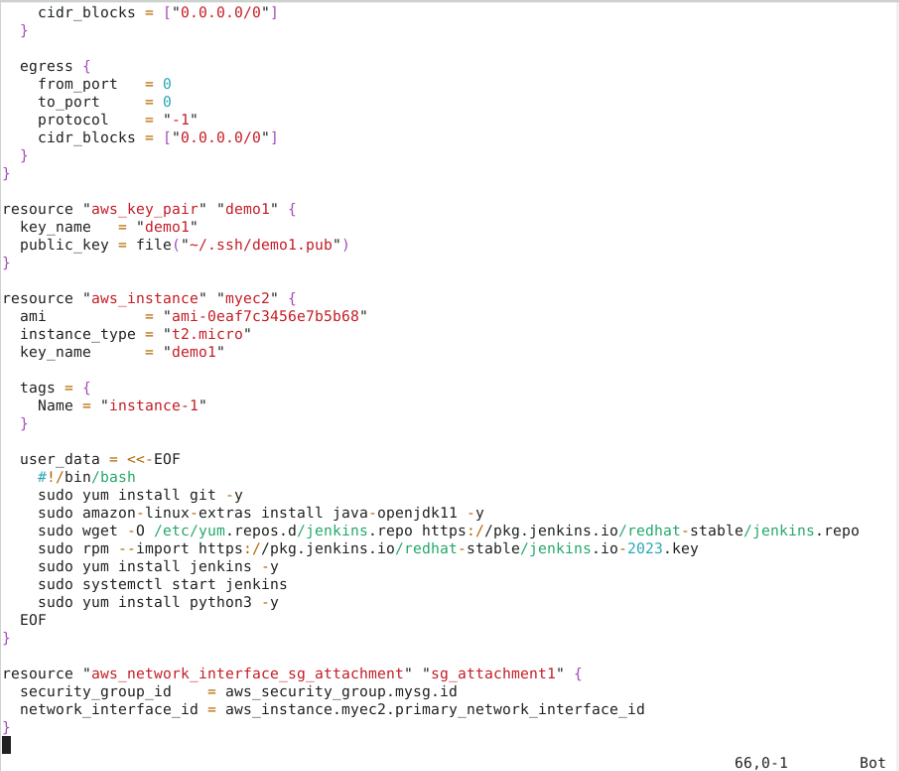 cidr_blocks = ["0.0.0.0/0"]
  }

  egress {
    from_port   = 0
    to_port     = 0
    protocol    = "-1"
    cidr_blocks = ["0.0.0.0/0"]
  }
}

resource "aws_key_pair" "demo1" {
  key_name   = "demo1"
  public_key = file("~/.ssh/demo1.pub")
}

resource "aws_instance" "myec2" {
  ami           = "ami-0eaf7c3456e7b5b68"
  instance_type = "t2.micro"
  key_name      = "demo1"

  tags = {
    Name = "instance-1"
  }

  user_data = <<-EOF
    #!/bin/bash
    sudo yum install git -y
    sudo amazon-linux-extras install java-openjdk11 -y
    sudo wget -O /etc/yum.repos.d/jenkins.repo https://pkg.jenkins.io/redhat-stable/jenkins.repo
    sudo rpm --import https://pkg.jenkins.io/redhat-stable/jenkins.io-2023.key
    sudo yum install jenkins -y
    sudo systemctl start jenkins
    sudo yum install python3 -y
  EOF
}

resource "aws_network_interface_sg_attachment" "sg_attachment1" {
  security_group_id    = aws_security_group.mysg.id
  network_interface_id = aws_instance.myec2.primary_network_interface_id
}
66,0-1        Bot